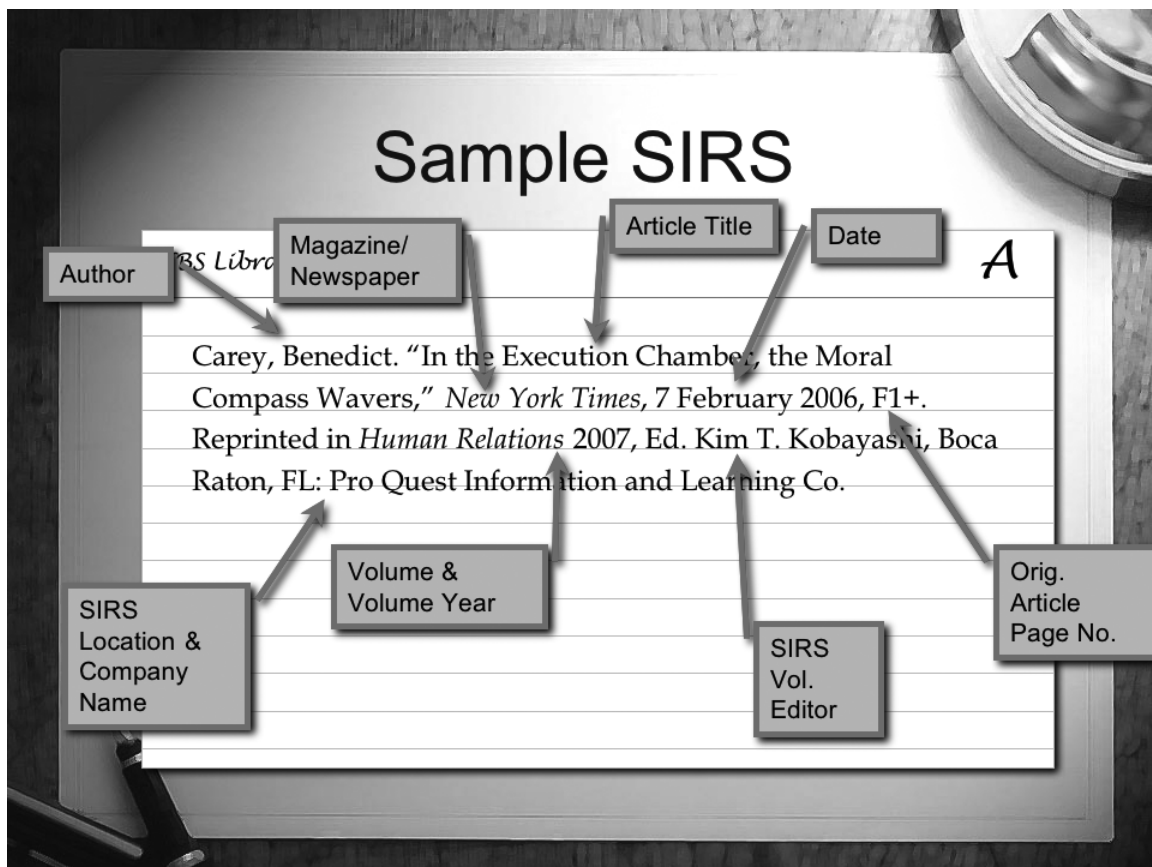 Sample SIRS
Author
BS Libra
Magazine/
Newspaper
Article Title
Date
A
Carey, Benedict. “In the Execution Chamber, the Moral
Compass Wavers,” New York Times, 7 February 2006, F1+.
Reprinted in Human Relations 2007, Ed. Kim T. Kobayashi, Boca
Raton, FL: Pro Quest Information and Learning Co.
SIRS
Location &
Company
Name
Volume &
Volume Year
SIRS
Vol.
Editor
Orig.
Article
Page No.